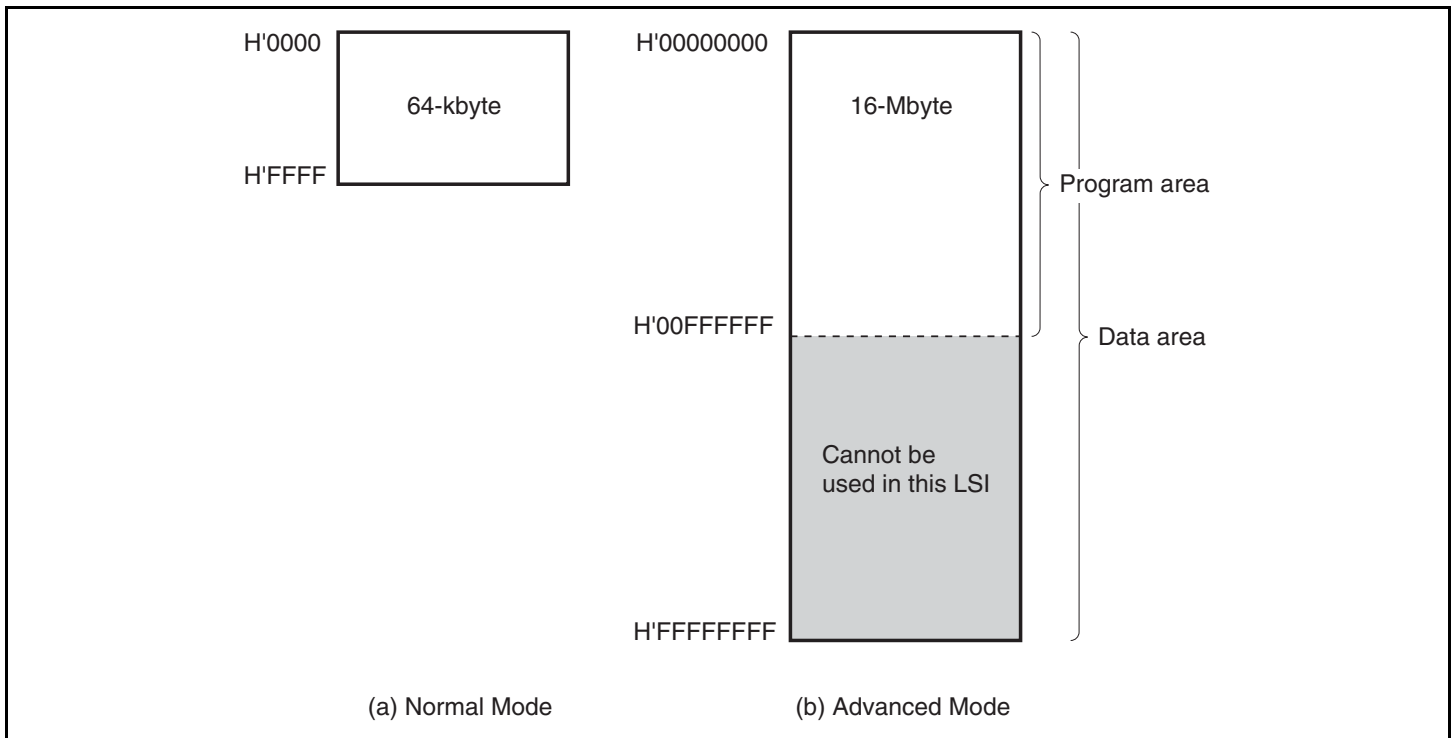 H'0000
64-kbyte
H'FFFF
(a) Normal Mode
H'00000000
16-Mbyte
H'00FFFFFF
Cannot be
used in this LSI
H'FFFFFFFF
Program area
Data area
(b) Advanced Mode